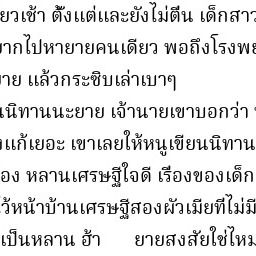 ยวเช้า ตั้งแต่และยังไม่ตื่น เด็กสาว
ยากไปหายายคนเดียว พอถึงโรงพย
ยาย แล้วกระซิบเล่าเบาๆ
นนิทานนะยาย เจ้านายเขาบอกว่า
งแก้เยอะ เขาเลยให้หนูเขียนนิทาน
อง หลานเศรษฐีใจดี เรื่องของเด็ก
ว้หน้าบ้านเศรษฐีสองผัวเมียที่ไม่มี
เป็นหลาน ฮ้า ยายสงสัยใช่ไหม